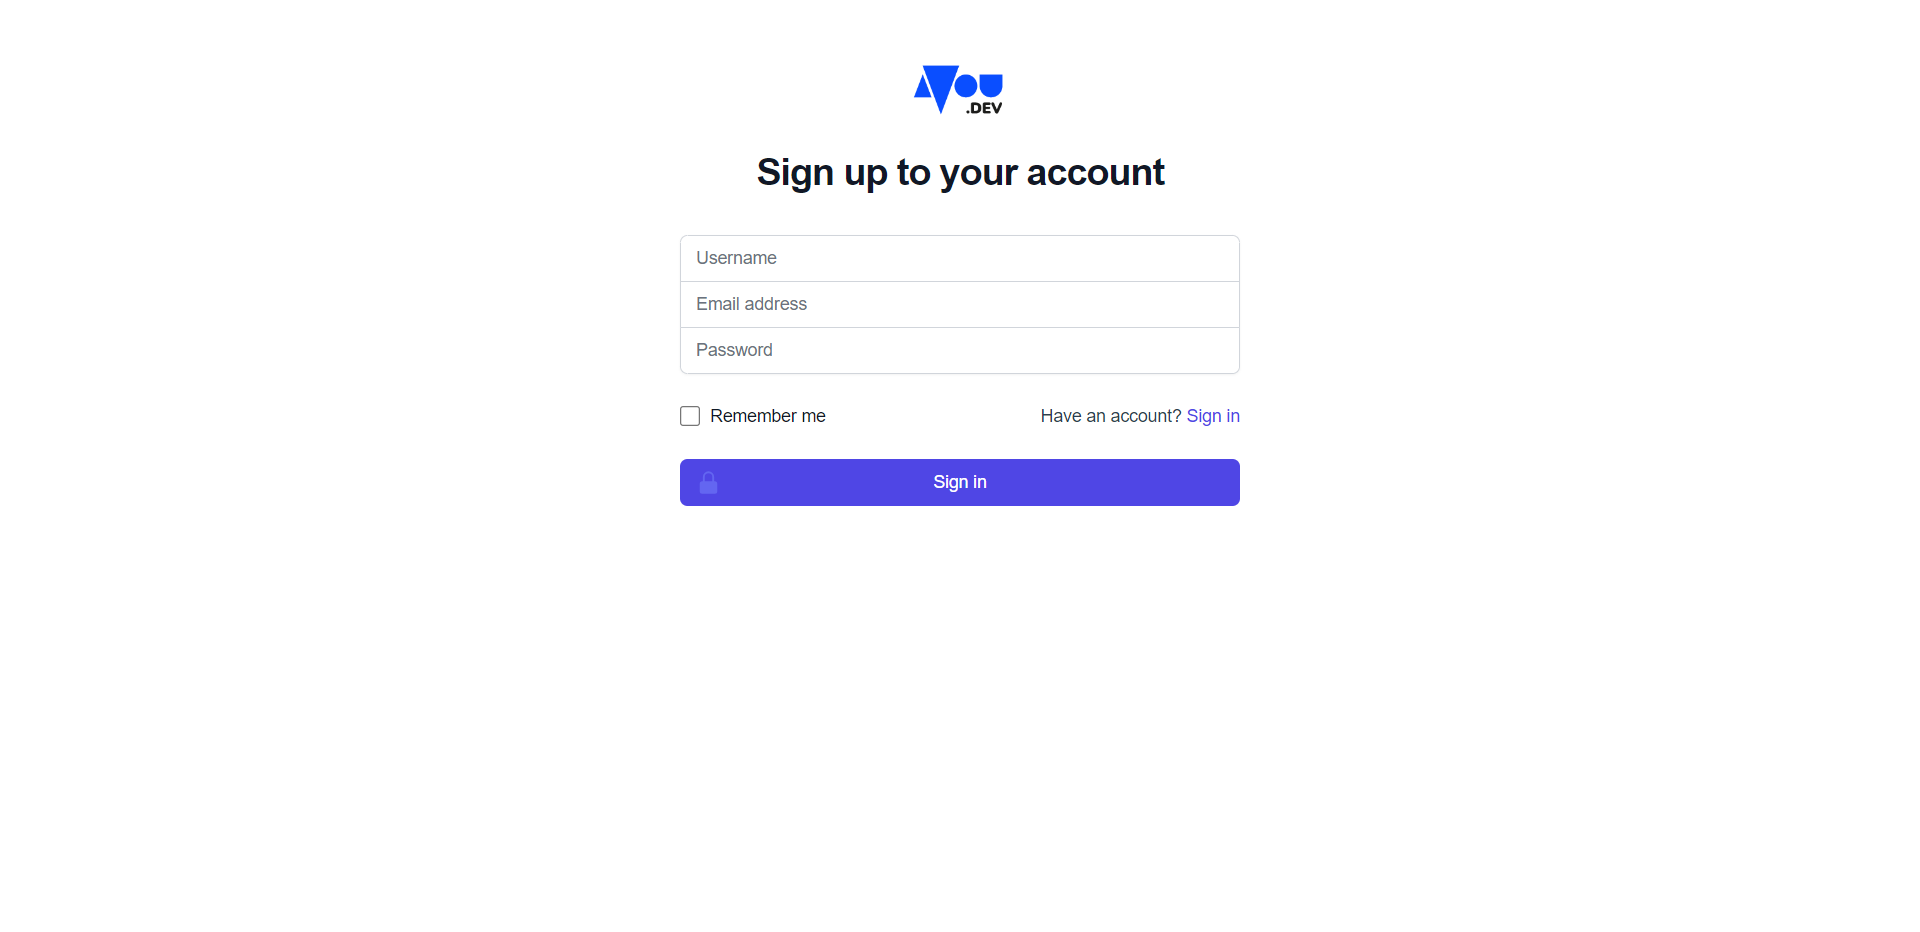 AYou
.DEV
Sign up to your account
Username
Email address
Password
Remember me
Have an account? Sign in
Sign in